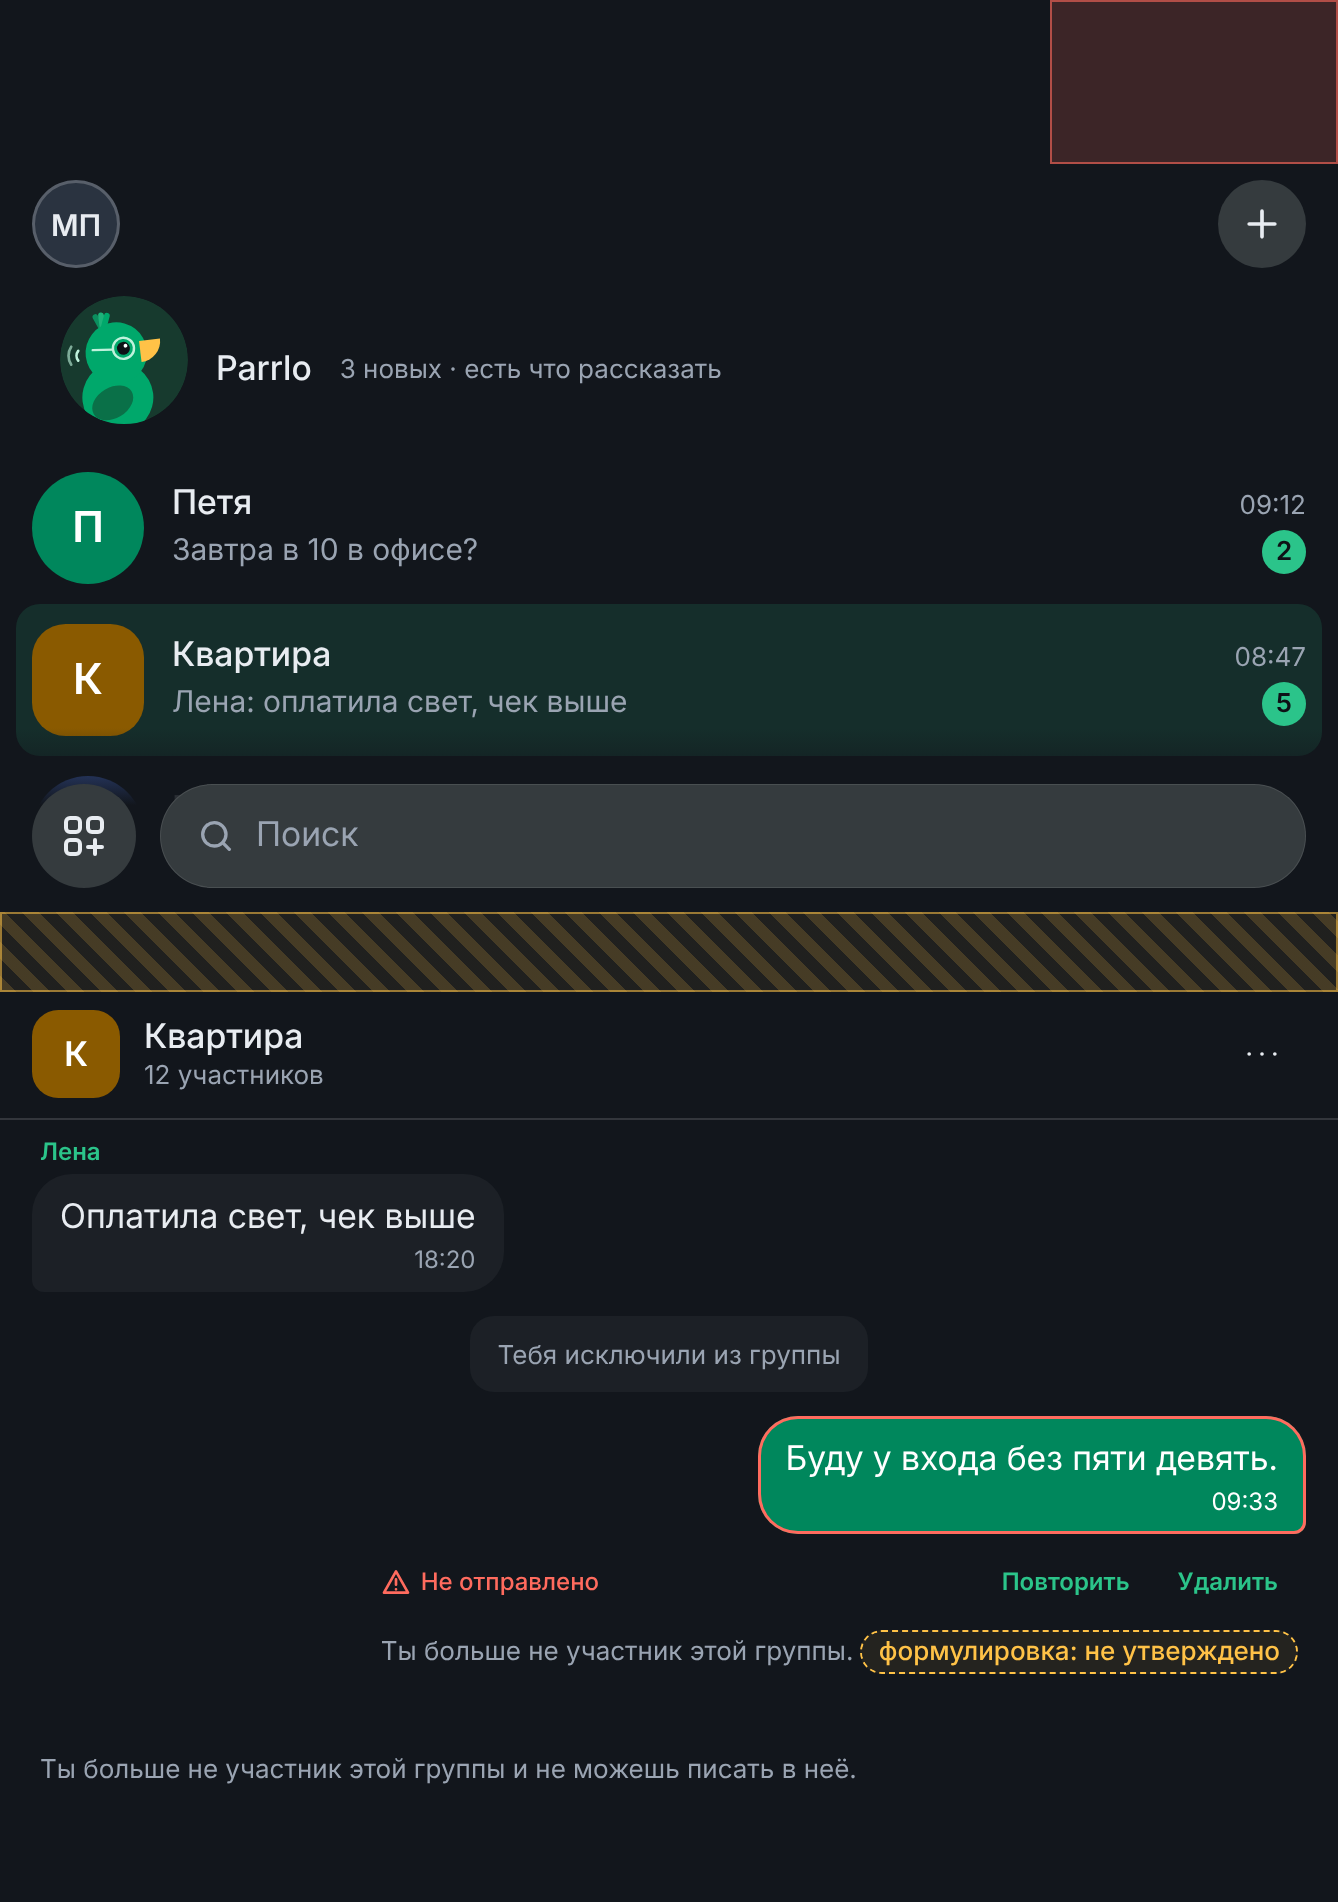 МП
Parrlo 3 новых · есть что рассказать
П
Петя
09:12
Завтра в 10 в офисе?
2
К
Квартира
08:47
Лена: оплатила свет, чек выше
5
Поиск
К
Квартира
12 участников
Лена
Оплатила свет, чек выше
18:20
Тебя исключили из группы
Буду у входа без пяти девять.
09:33
Не отправлено
Повторить
Удалить
Ты больше не участник этой группы. формулировка: не утверждено
Ты больше не участник этой группы и не можешь писать в неё.